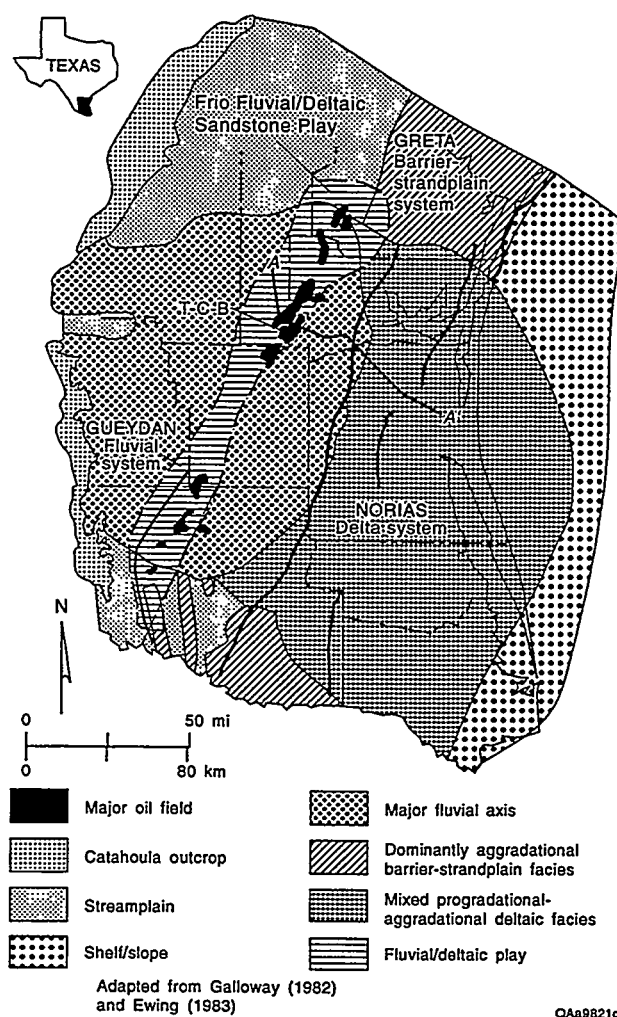 TEXAS
Frio Fluvial/Deltaic
Sandstone Play
GRETA
Barrier-
strandplain
system
A
T-C-B
A'
GUEYDAN
Fluvial
system
NORIAS
Delta system
N
0 50 mi
0 80 km
Major oil field
Major fluvial axis
Catahoula outcrop
Dominantly aggradational
barrier-strandplain facies
Streamplain
Mixed progradational-
aggradational deltaic facies
Shelf/slope
Fluvial/deltaic play
Adapted from Galloway (1982)
and Ewing (1983)
QAa9821c